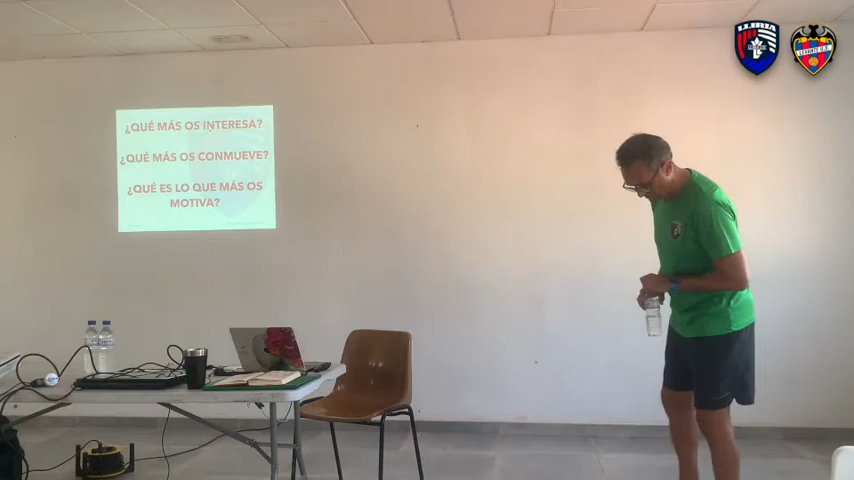 LLIRIA
LEVANTE U.D.
¿QUÉ MÁS OS INTERESA?
¿QUÉ MÁS OS CONMUEVE?
¿QUÉ ES LO QUE MÁS OS
MOTIVA?